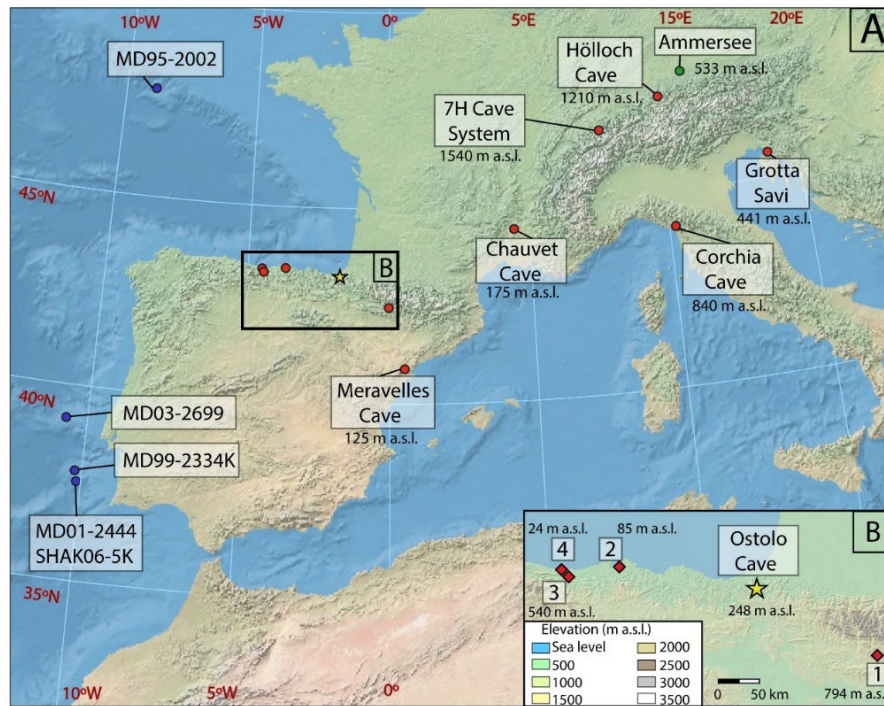 10ºW
5ºW
0º
5ºE
15ºE
20ºE
A
MD95-2002
Hölloch
Cave
1210 m a.s.l.
Ammersee
533 m a.s.l.
7H Cave
System
1540 m a.s.l.
45ºN
Grotta
Savi
441 m a.s.l.
Chauvet
Cave
175 m a.s.l.
Corchia
Cave
840 m a.s.l.
B
Meravelles
Cave
125 m a.s.l.
40ºN
MD03-2699
MD99-2334K
MD01-2444
SHAK06-5K
35ºN
10ºW
5ºW
0º
B
24 m a.s.l.
85 m a.s.l.
4
2
Ostolo
Cave
3
540 m a.s.l.
248 m a.s.l.
Elevation (m a.s.l.)
Sea level
2000
500
2500
1000
3000
1500
3500
0
50 km
1
794 m a.s.l.